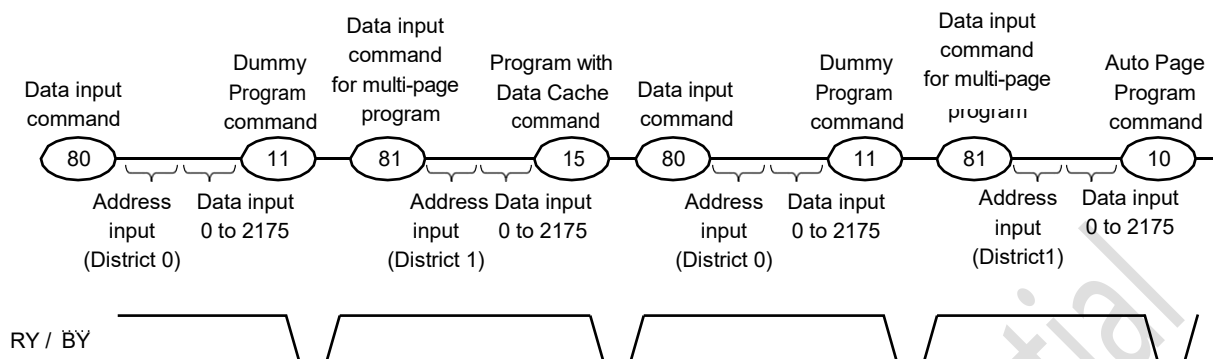 Data input
command
Dummy
Program
command
Data input
command
for multi-page
program
Program with
Data Cache
command
Data input
command
Dummy
Program
command
Data input
command
for multi-page
program
Auto Page
Program
command
80
11
81
15
80
11
81
10
Address
input
(District 0)
Data input
0 to 2175
Address
input
(District 1)
Data input
0 to 2175
Address
input
(District 0)
Data input
0 to 2175
Address
input
(District1)
Data input
0 to 2175
RY / BY
tial